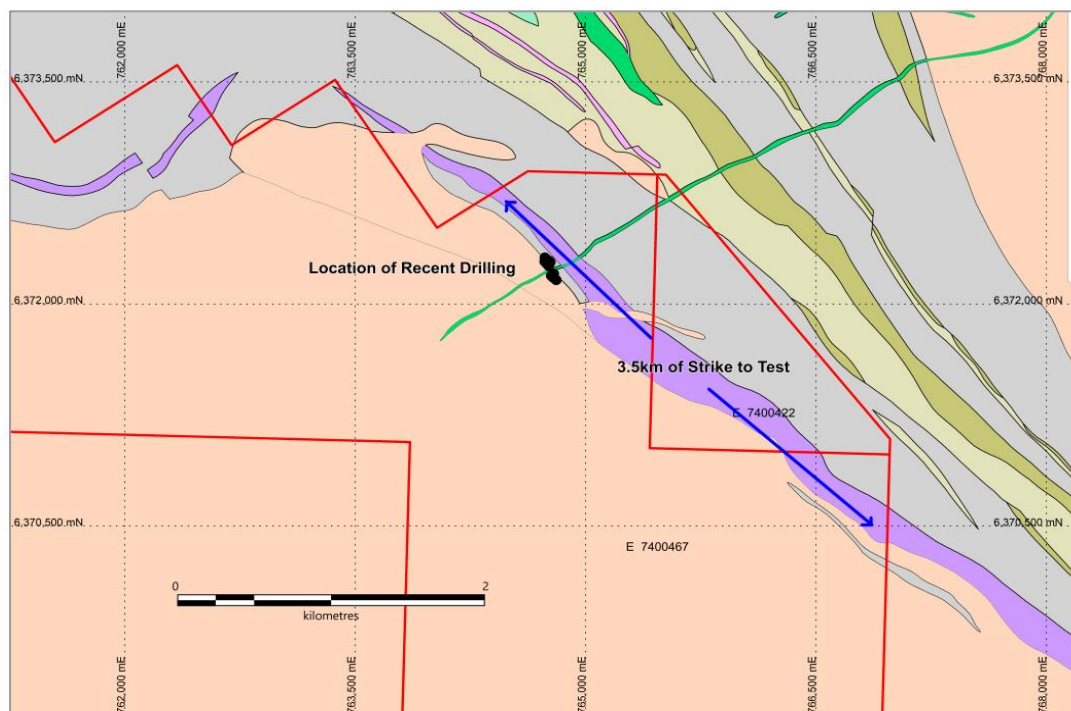 762,000 mE
763,500 mE
765,000 mE
766,500 mE
768,000 mE
6,373,500 mN
6,373,500 mN
Location of Recent Drilling
6,372,000 mN
6,372,000 mN
3.5km of Strike to Test
E 7400422
6,370,500 mN
6,370,500 mN
E 7400467
0
2
kilometres
762,000 mE
763,500 mE
765,000 mE
766,500 mE
768,000 mE